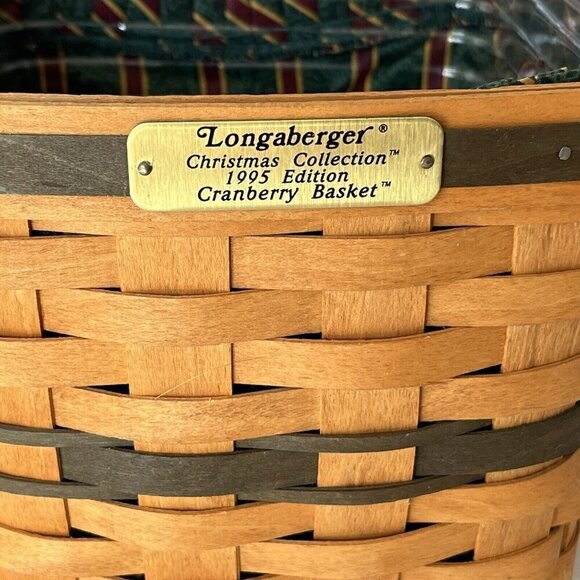 Longaberger®
Christmas Collection™
1995 Edition
Cranberry Basket™